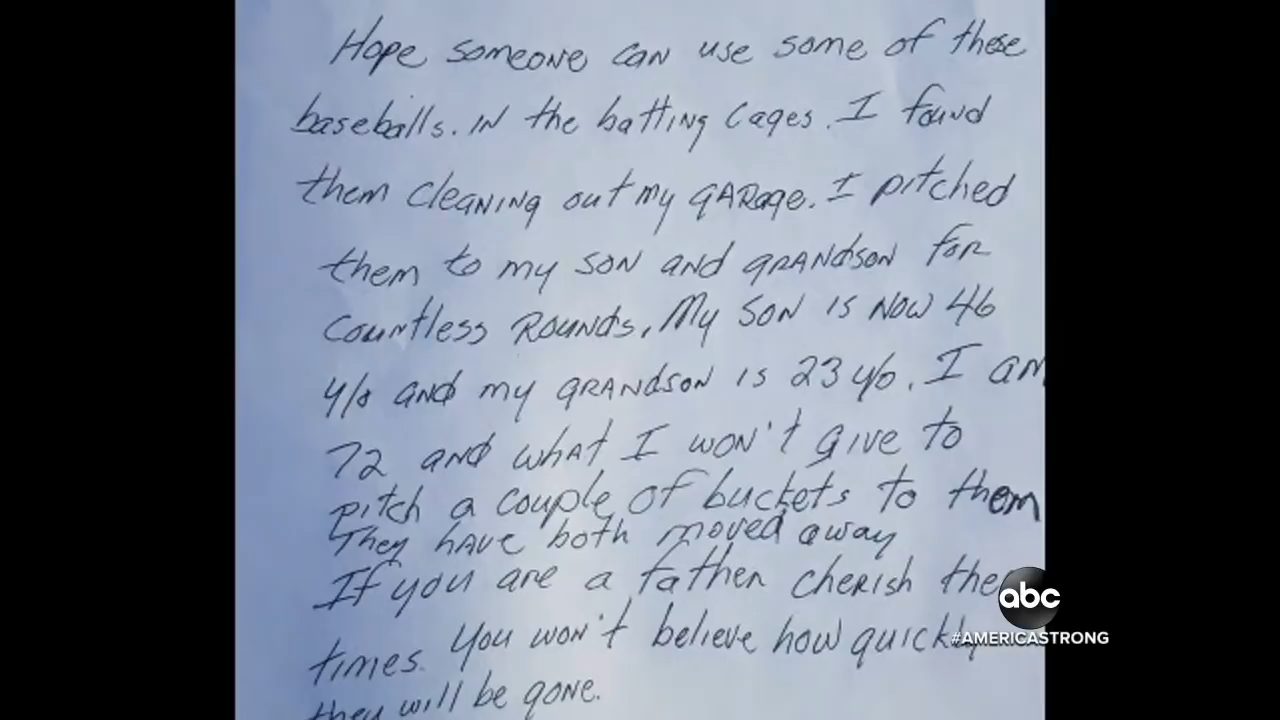 Hope someone can use some of these
baseballs. IN the batting cages. I found
them cleaning out my garage. I pitched
them to my son and grandson for
countless rounds. My son is now 46
y/o and my grandson is 23 y/o. I am
72 and what I won't give to
pitch a couple of buckets to them
They have both moved away
If you are a father cherish the
times. You won't believe how quickly
they will be gone.
abc
#AMERICASTRONG